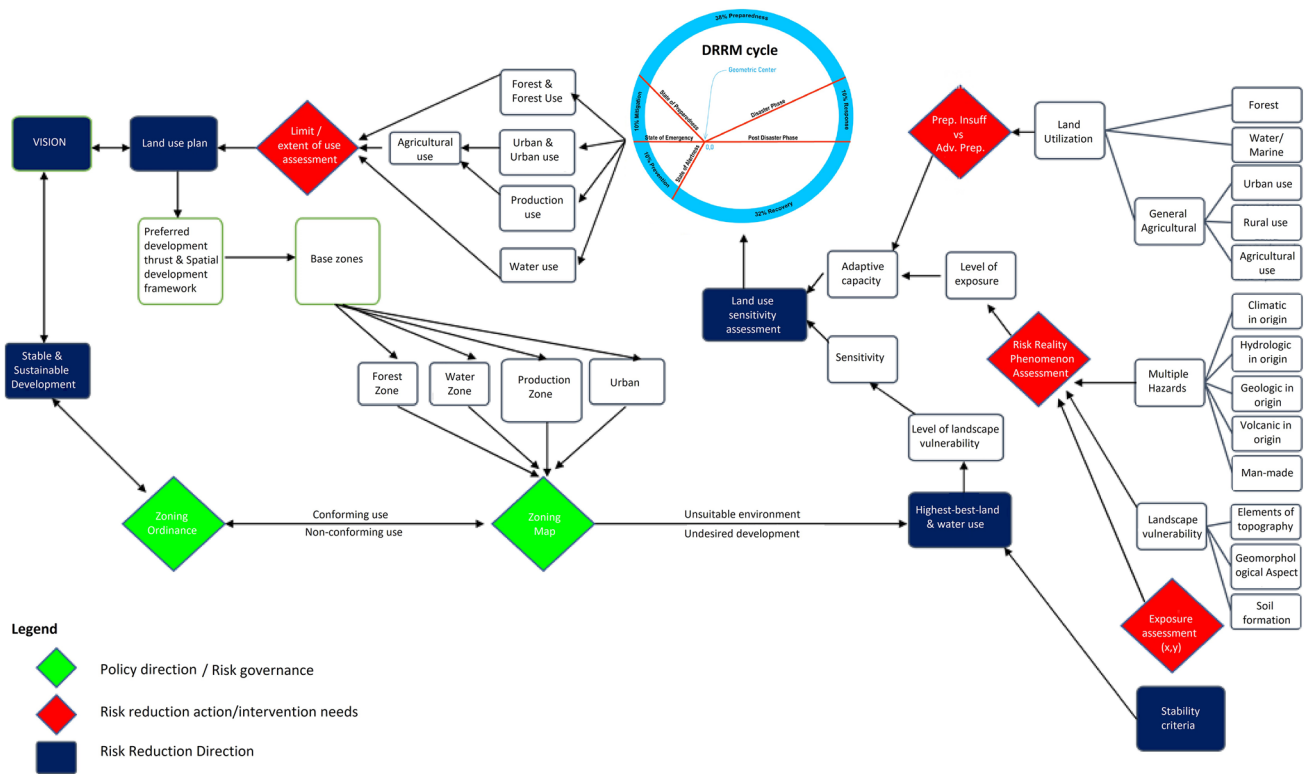 28% Preparedness
DRRM cycle
Geometric Center
State of Preparedness
Disaster Phase
10% Mitigation
10% Response
State of Emergency
Post Disaster Phase
0,0
State of Alertness
10% Prevention
32% Recovery
VISION
Land use plan
Limit /
extent of use
assessment
Forest &
Forest Use
Agricultural
use
Urban &
Urban use
Production
use
Water use
Preferred
development
thrust & Spatial
development
framework
Base zones
Stable &
Sustainable
Development
Forest
Zone
Water
Zone
Production
Zone
Urban
Zoning
Ordinance
Conforming use
Non-conforming use
Zoning
Map
Unsuitable environment
Undesired development
Highest-best-land
& water use
Level of landscape
vulnerability
Sensitivity
Land use
sensitivity
assessment
Adaptive
capacity
Level of
exposure
Prep. Insuff
vs
Adv. Prep.
Land
Utilization
Forest
Water/
Marine
General
Agricultural
Urban use
Rural use
Agricultural
use
Risk Reality
Phenomenon
Assessment
Multiple
Hazards
Climatic
in origin
Hydrologic
in origin
Geologic
in origin
Volcanic in
origin
Man-made
Landscape
vulnerability
Elements of
topography
Geomorphol
ogical Aspect
Soil
formation
Exposure
assessment
(x,y)
Stability
criteria
Legend
Policy direction / Risk governance
Risk reduction action/intervention needs
Risk Reduction Direction